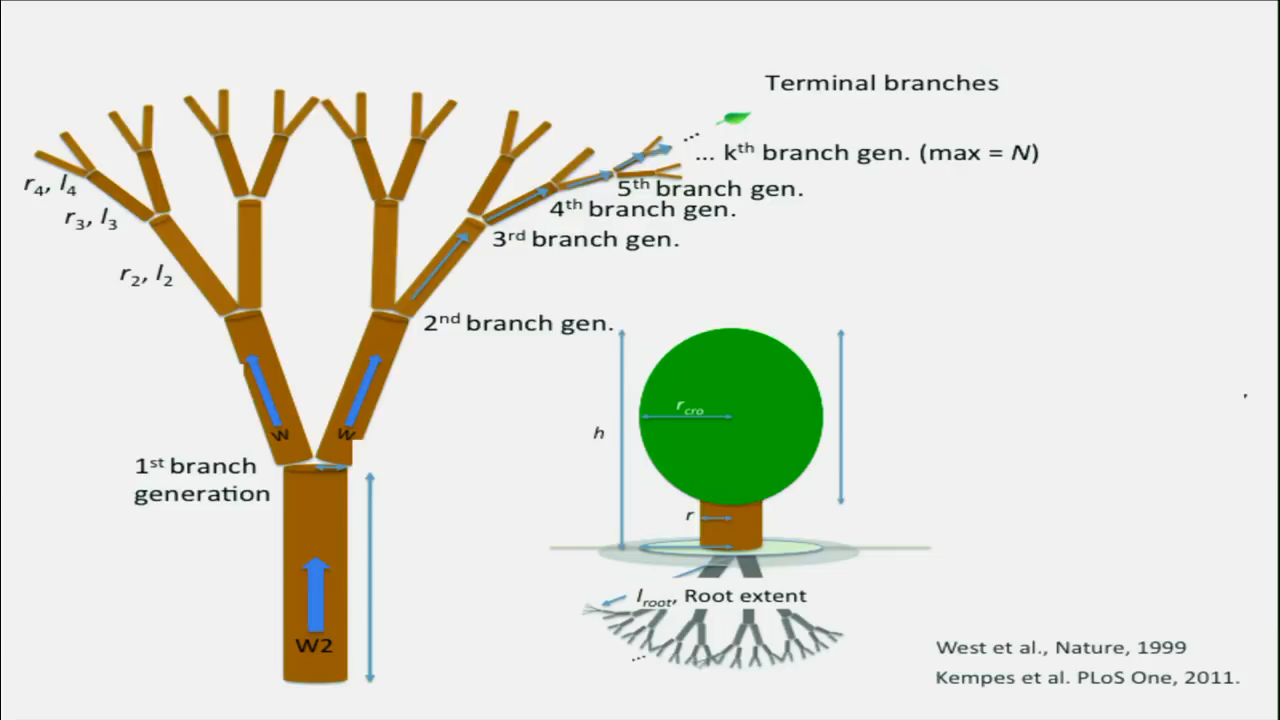 Terminal branches
... kth branch gen. (max = N)
5th branch gen.
4th branch gen.
3rd branch gen.
2nd branch gen.
r4, l4
r3, l3
r2, l2
1st branch
generation
w
w
W2
h
rcro
r
lroot, Root extent
...
West et al., Nature, 1999
Kempes et al. PLoS One, 2011.